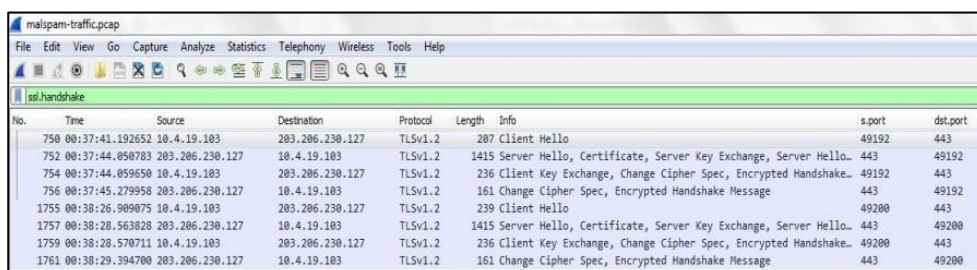 malspam-traffic.pcap
File Edit View Go Capture Analyze Statistics Telephony Wireless Tools Help
ssl.handshake
No. Time Source Destination Protocol Length Info s.port dst.port
750 00:37:41.192652 10.4.19.103 203.206.230.127 TLSv1.2 207 Client Hello 49192 443
752 00:37:44.050783 203.206.230.127 10.4.19.103 TLSv1.2 1415 Server Hello, Certificate, Server Key Exchange, Server Hello… 443 49192
754 00:37:44.059650 10.4.19.103 203.206.230.127 TLSv1.2 236 Client Key Exchange, Change Cipher Spec, Encrypted Handshake… 49192 443
756 00:37:45.279958 203.206.230.127 10.4.19.103 TLSv1.2 161 Change Cipher Spec, Encrypted Handshake Message 443 49192
1755 00:38:26.909075 10.4.19.103 203.206.230.127 TLSv1.2 239 Client Hello 49200 443
1757 00:38:28.563828 203.206.230.127 10.4.19.103 TLSv1.2 1415 Server Hello, Certificate, Server Key Exchange, Server Hello… 443 49200
1759 00:38:28.570711 10.4.19.103 203.206.230.127 TLSv1.2 236 Client Key Exchange, Change Cipher Spec, Encrypted Handshake… 49200 443
1761 00:38:29.394700 203.206.230.127 10.4.19.103 TLSv1.2 161 Change Cipher Spec, Encrypted Handshake Message 443 49200